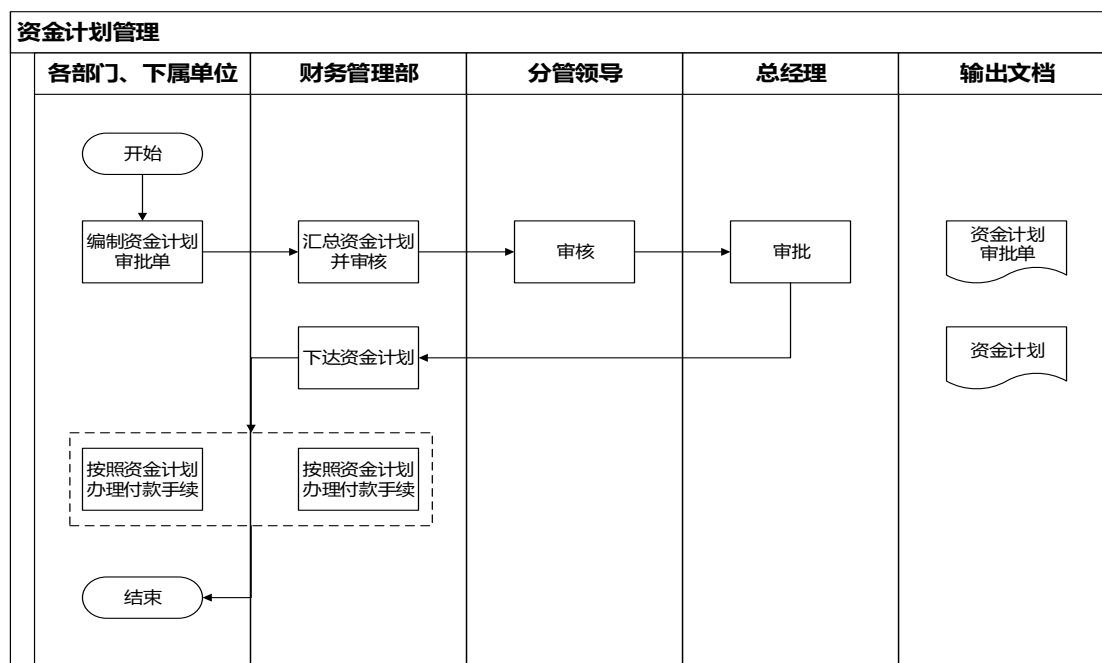 资金计划管理
各部门、下属单位
财务管理部
分管领导
总经理
输出文档
开始
编制资金计划
审批单
汇总资金计划
并审核
审核
审批
资金计划
审批单
下达资金计划
资金计划
按照资金计划
办理付款手续
按照资金计划
办理付款手续
结束